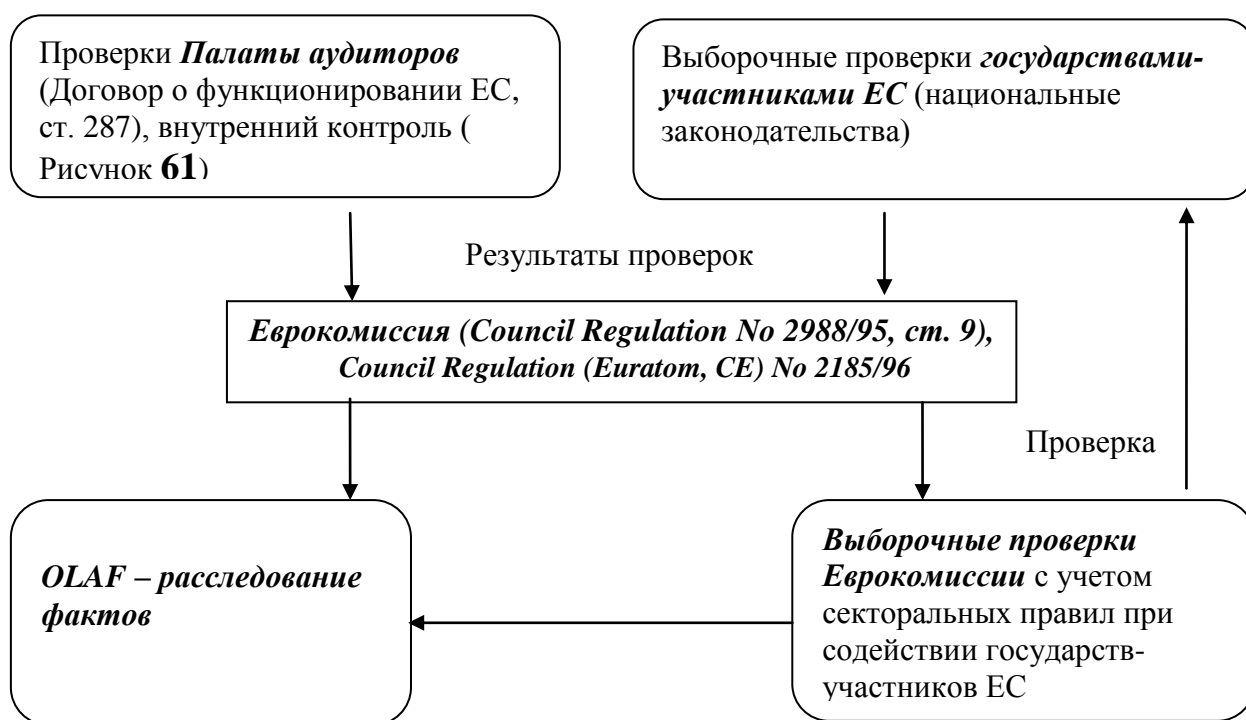 Проверки Палаты аудиторов
(Договор о функционировании ЕС,
ст. 287), внутренний контроль (
Рисунок 61)
Выборочные проверки государствами-
участниками ЕС (национальные
законодательства)
Результаты проверок
Еврокомиссия (Council Regulation No 2988/95, ст. 9),
Council Regulation (Euratom, CE) No 2185/96
Проверка
OLAF – расследование
фактов
Выборочные проверки
Еврокомиссии с учетом
секторальных правил при
содействии государств-
участников ЕС